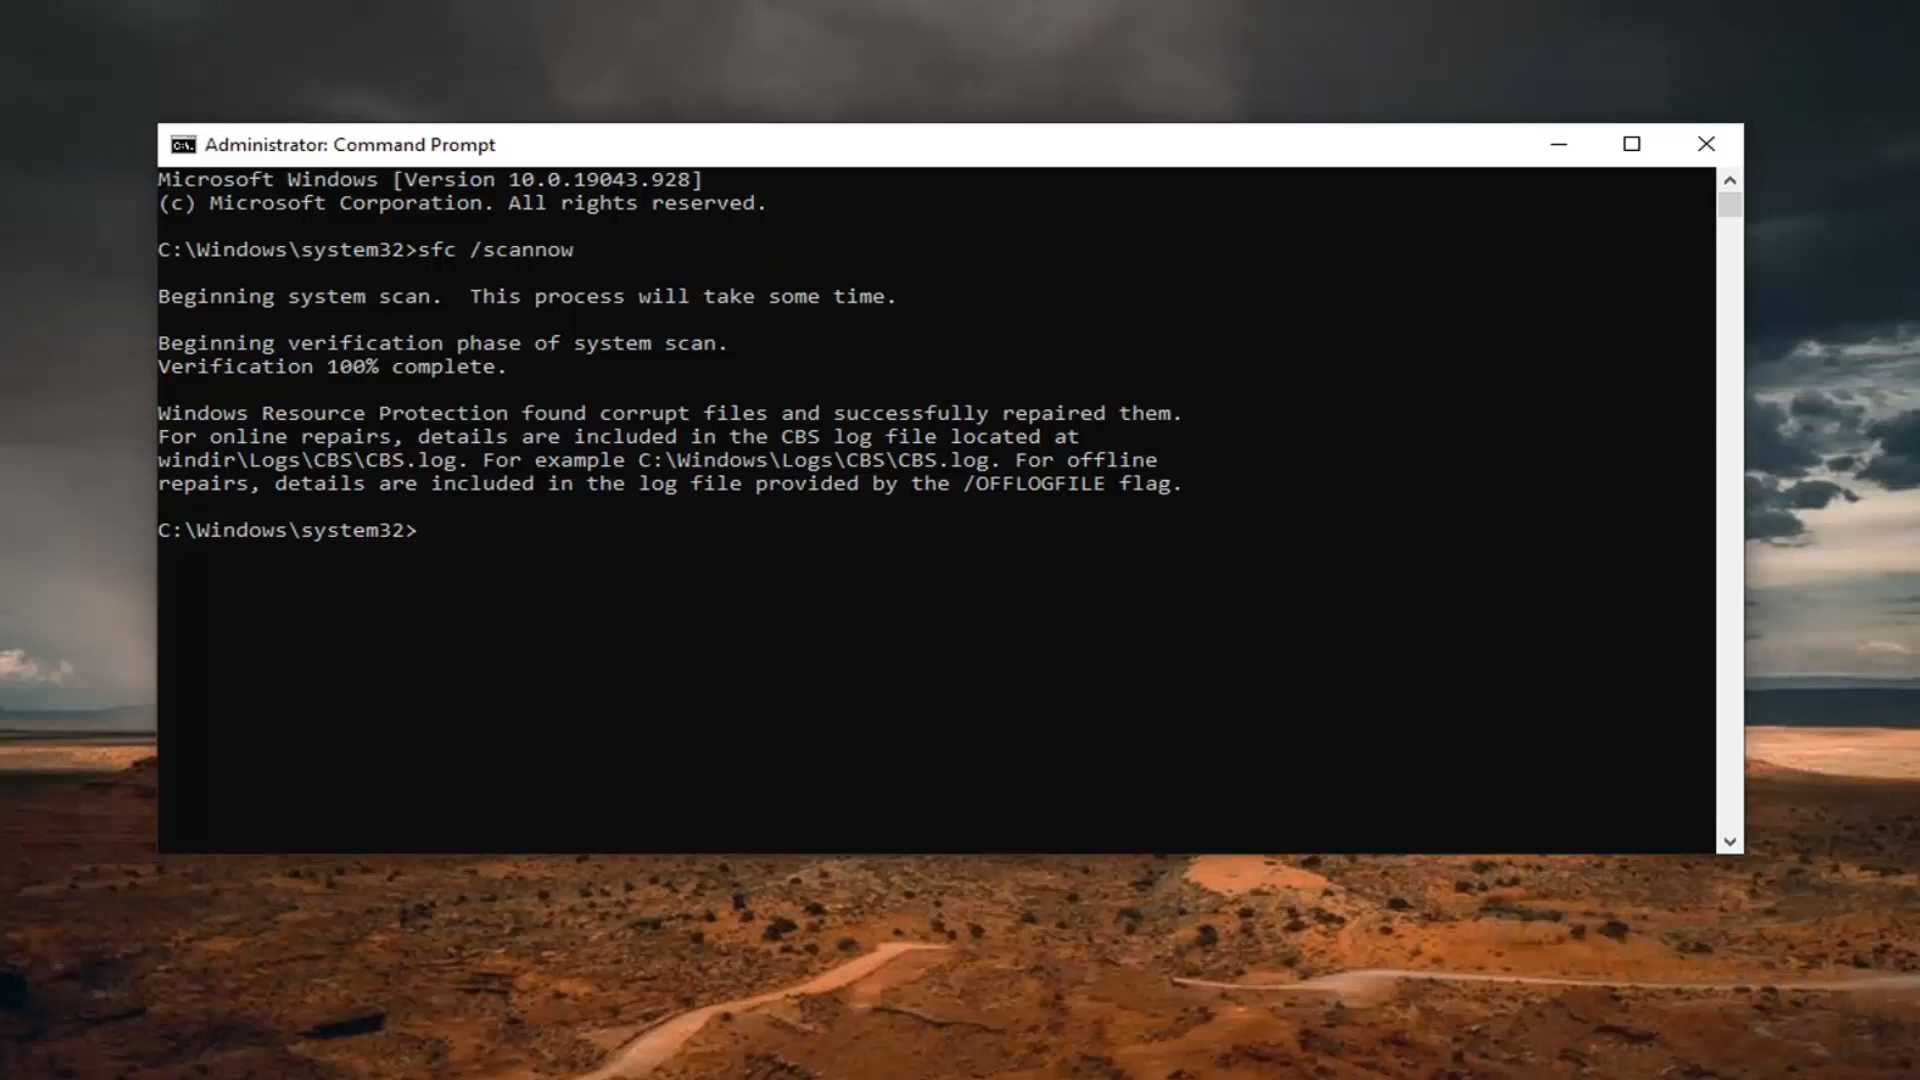 Administrator: Command Prompt
Microsoft Windows [Version 10.0.19043.928]
(c) Microsoft Corporation. All rights reserved.
C:\Windows\system32>sfc /scannow
Beginning system scan.  This process will take some time.
Beginning verification phase of system scan.
Verification 100% complete.
Windows Resource Protection found corrupt files and successfully repaired them.
For online repairs, details are included in the CBS log file located at
windir\Logs\CBS\CBS.log. For example C:\Windows\Logs\CBS\CBS.log. For offline
repairs, details are included in the log file provided by the /OFFLOGFILE flag.
C:\Windows\system32>